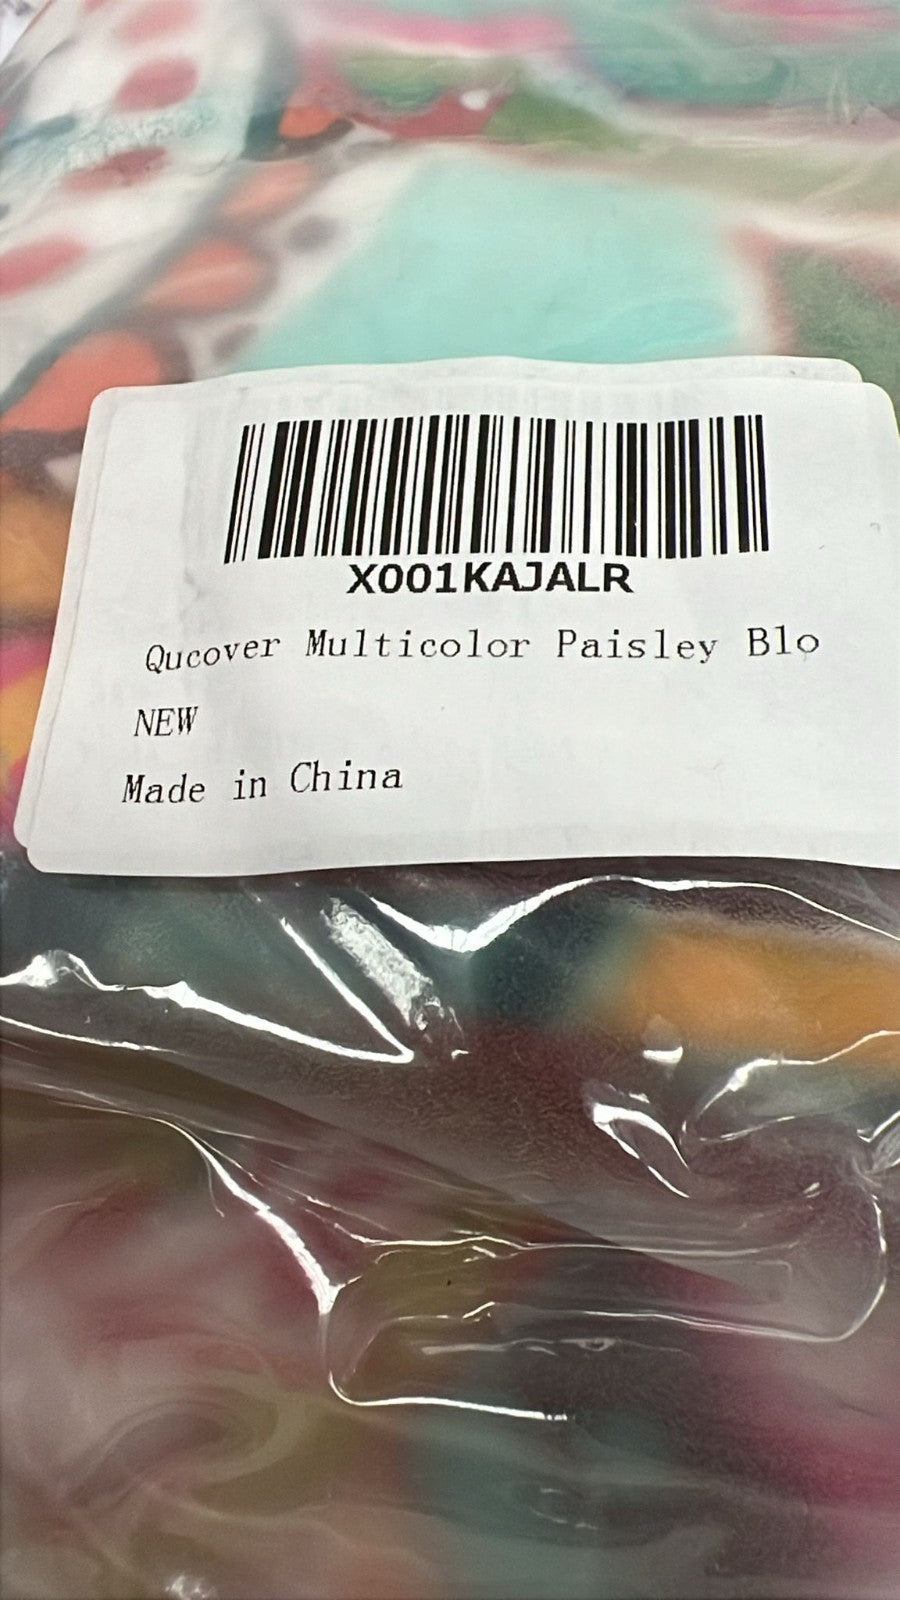 X001KAJALR
Qucover Multicolor Paisley Blo
NEW
Made in China